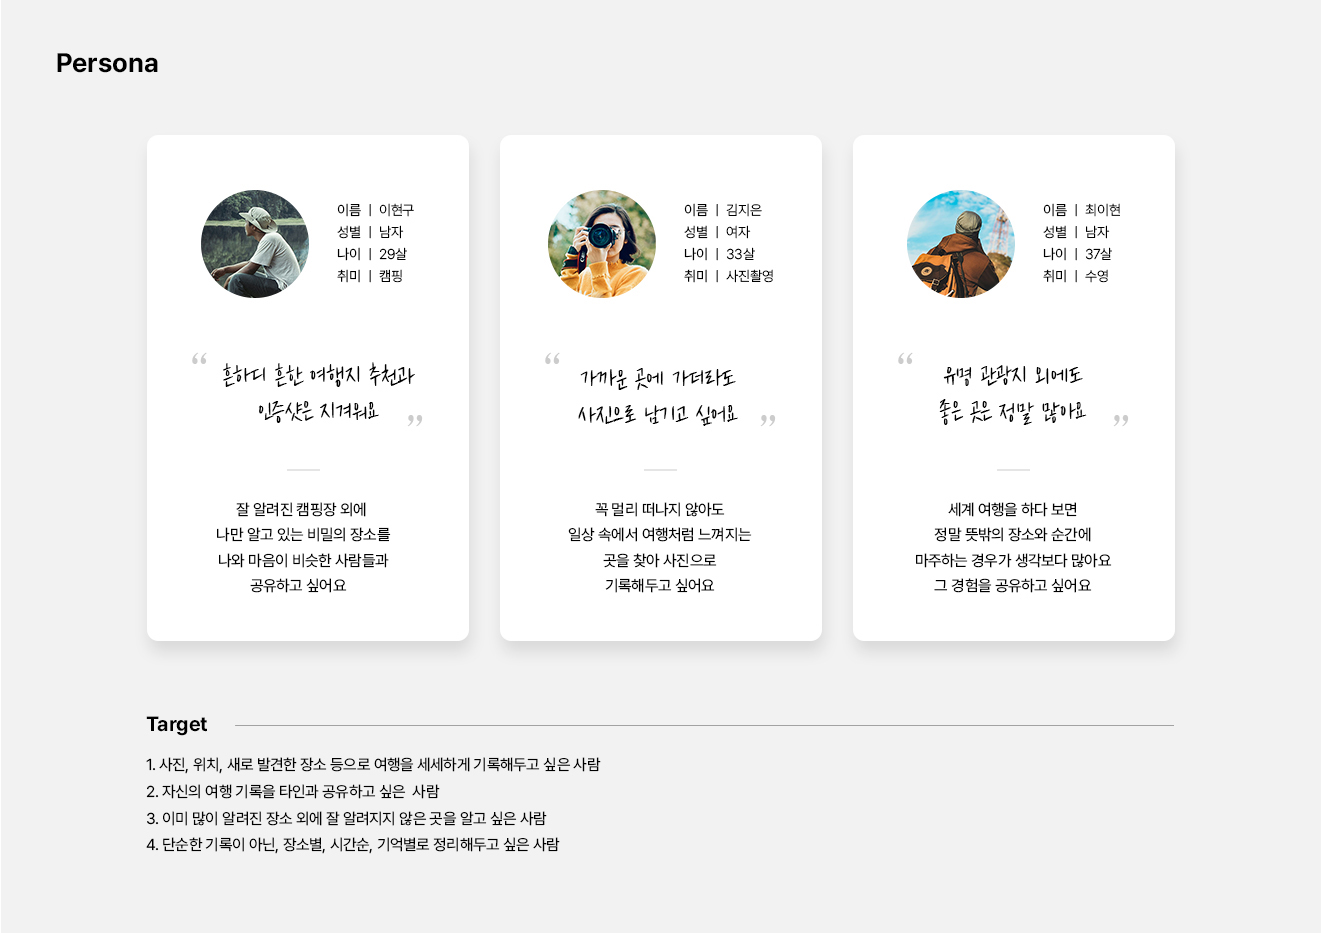 Persona
이름 | 이현구
성별 | 남자
나이 | 29살
취미 | 캠핑
“ 흔하디 흔한 여행지 추천과
인증샷은 지겨워요 ”
잘 알려진 캠핑장 외에
나만 알고 있는 비밀의 장소를
나와 마음이 비슷한 사람들과
공유하고 싶어요
이름 | 김지은
성별 | 여자
나이 | 33살
취미 | 사진촬영
“ 가까운 곳에 가더라도
사진으로 남기고 싶어요 ”
꼭 멀리 떠나지 않아도
일상 속에서 여행처럼 느껴지는
곳을 찾아 사진으로
기록해두고 싶어요
이름 | 최이현
성별 | 남자
나이 | 37살
취미 | 수영
“ 유명 관광지 외에도
좋은 곳은 정말 많아요 ”
세계 여행을 하다 보면
정말 뜻밖의 장소와 순간에
마주하는 경우가 생각보다 많아요
그 경험을 공유하고 싶어요
Target
1. 사진, 위치, 새로 발견한 장소 등으로 여행을 세세하게 기록해두고 싶은 사람
2. 자신의 여행 기록을 타인과 공유하고 싶은 사람
3. 이미 많이 알려진 장소 외에 잘 알려지지 않은 곳을 알고 싶은 사람
4. 단순한 기록이 아닌, 장소별, 시간순, 기억별로 정리해두고 싶은 사람